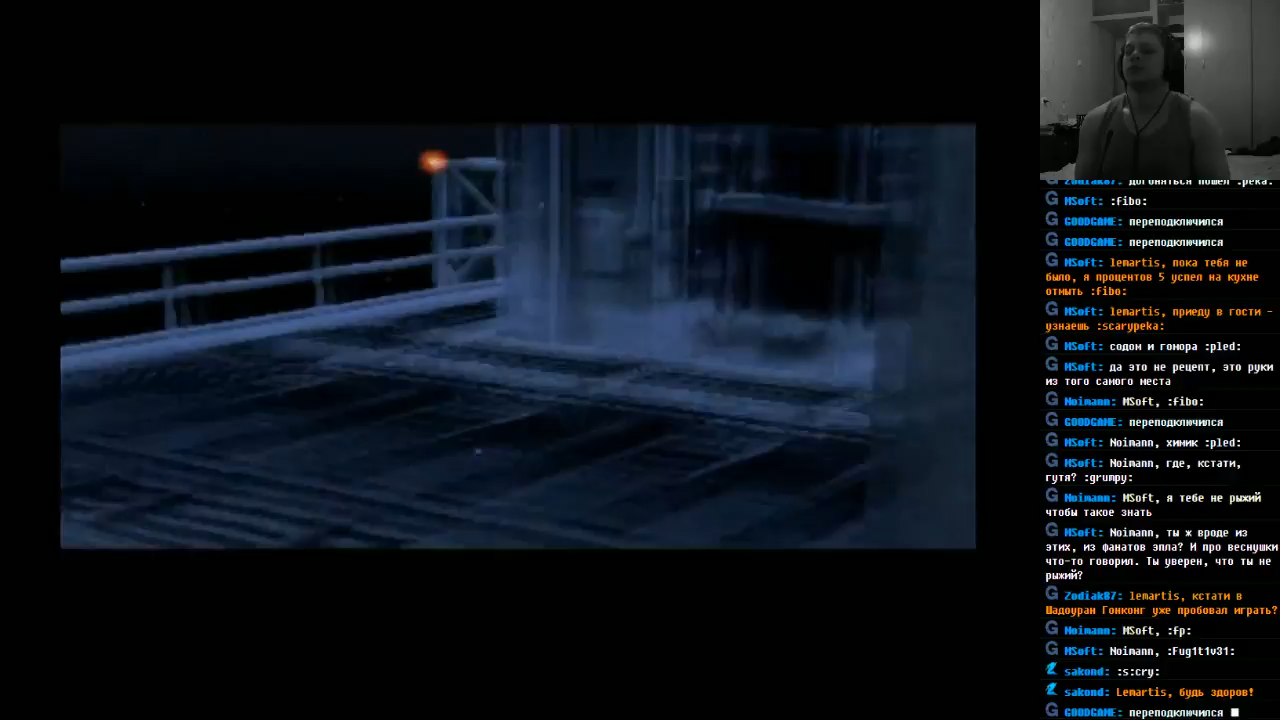 Zodiak87: догоняться пошел :pека:
MSoft: :fibo:
GOODGAME: переподключился
GOODGAME: переподключился
MSoft: lemartis, пока тебя не
было, я процентов 5 успел на кухне
отмыть :fibo:
MSoft: lemartis, приеду в гости -
узнаешь :scarypeka:
MSoft: содом и гомора :pled:
MSoft: да это не рецепт, это руки
из того самого места
Noimann: MSoft, :fibo:
GOODGAME: переподключился
MSoft: Noimann, химик :pled:
MSoft: Noimann, где, кстати,
гутя? :grumpy:
Noimann: MSoft, я тебе не рыжий
чтобы такое знать
MSoft: Noimann, ты ж вроде из
этих, из фанатов эпла? И про веснушки
что-то говорил. Ты уверен, что ты не
рыжий?
Zodiak87: lemartis, кстати в
Шадоуран Гонконг уже пробовал играть?
Noimann: MSoft, :fp:
MSoft: Noimann, :Fug1t1v31:
sakond: :s:cry:
sakond: Lemartis, будь здоров!
GOODGAME: переподключился